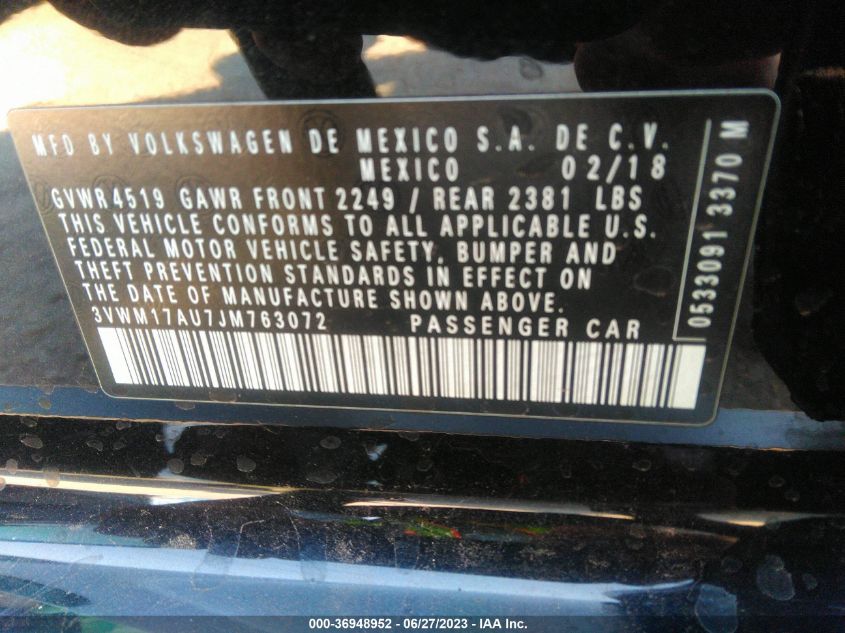 MFD BY VOLKSWAGEN DE MEXICO S.A. DE C.V.
MEXICO 02/18
GVWR 4519 GAWR FRONT 2249 / REAR 2381 LBS
THIS VEHICLE CONFORMS TO ALL APPLICABLE U.S.
FEDERAL MOTOR VEHICLE SAFETY, BUMPER AND
THEFT PREVENTION STANDARDS IN EFFECT ON
THE DATE OF MANUFACTURE SHOWN ABOVE.
3VWM17AU7JM763072 PASSENGER CAR
0533091 3370 M
000-36948952 - 06/27/2023 - IAA Inc.